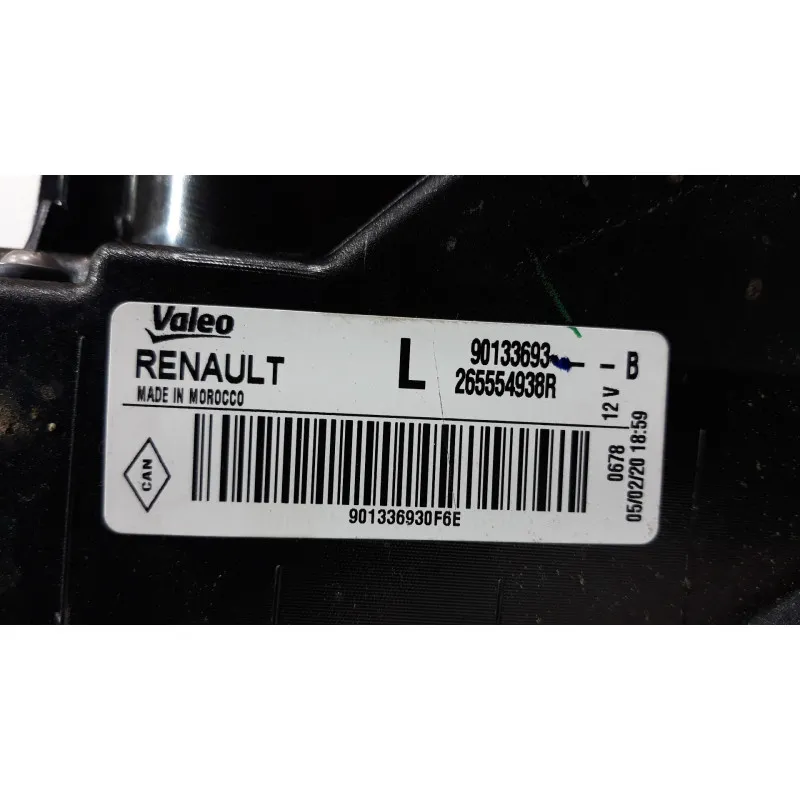 Valeo
RENAULT
MADE IN MOROCCO
L
90133693 - - B
265554938R
12 V
CAN
901336930F6E
0678
05/02/20 18:59